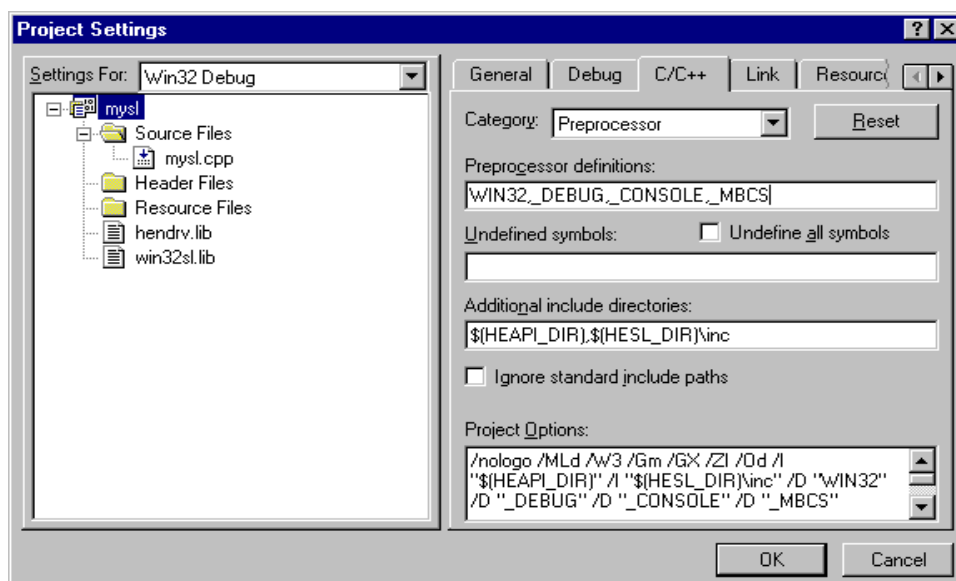 Project Settings
Settings For: Win32 Debug
General Debug C/C++ Link Resourc
mysl
Source Files
mysl.cpp
Header Files
Resource Files
hendrv.lib
win32sl.lib
Category: Preprocessor Reset
Preprocessor definitions:
WIN32,_DEBUG,_CONSOLE,_MBCS
Undefined symbols: Undefine all symbols
Additional include directories:
$(HEAPI_DIR),$(HESL_DIR)\inc
Ignore standard include paths
Project Options:
/nologo /MLd /W3 /Gm /GX /ZI /Od /I
"$(HEAPI_DIR)" /I "$(HESL_DIR)\inc" /D "WIN32"
/D "_DEBUG" /D "_CONSOLE" /D "_MBCS"
OK Cancel